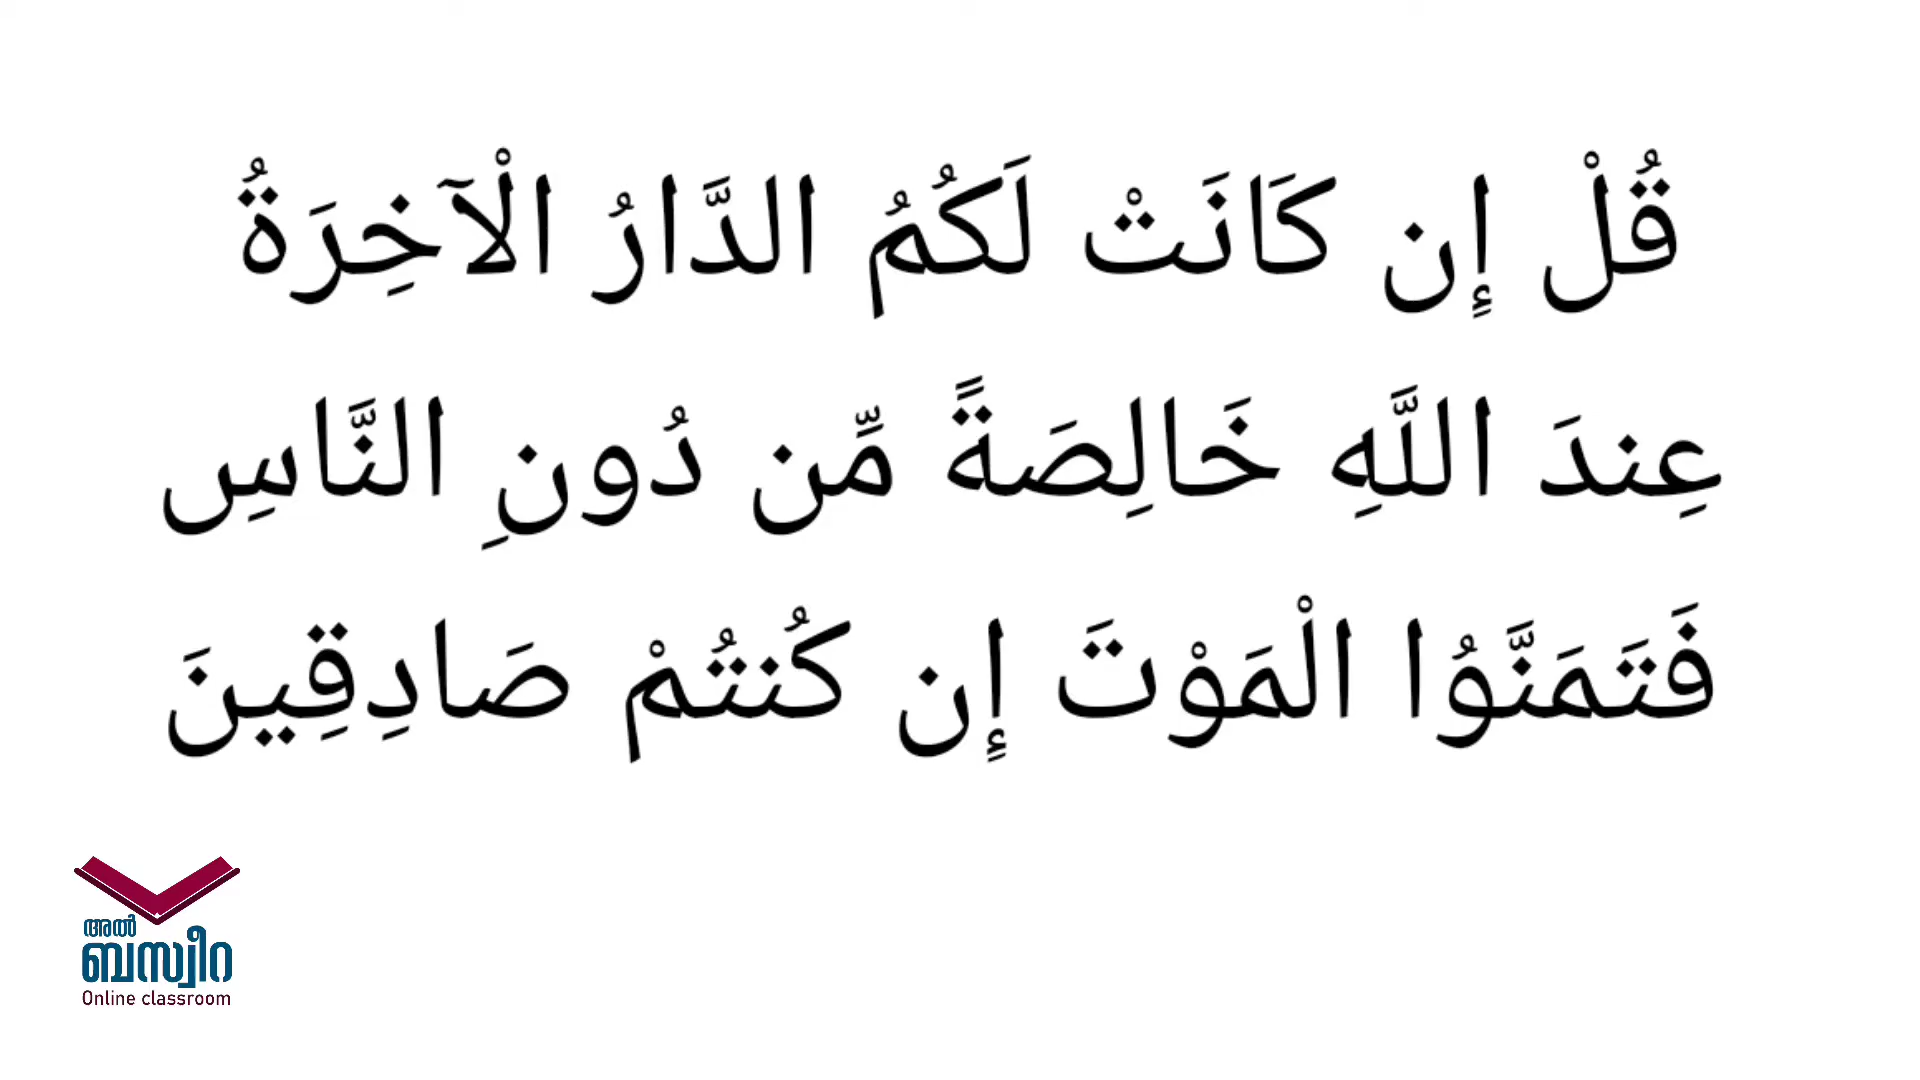 قُلْ إِن كَانَتْ لَكُمُ الدَّارُ الْآخِرَةُ
عِندَ اللَّهِ خَالِصَةً مِّن دُونِ النَّاسِ
فَتَمَنَّوُا الْمَوْتَ إِن كُنتُمْ صَادِقِينَ
അൽ
ബസ്വീറ
Online classroom